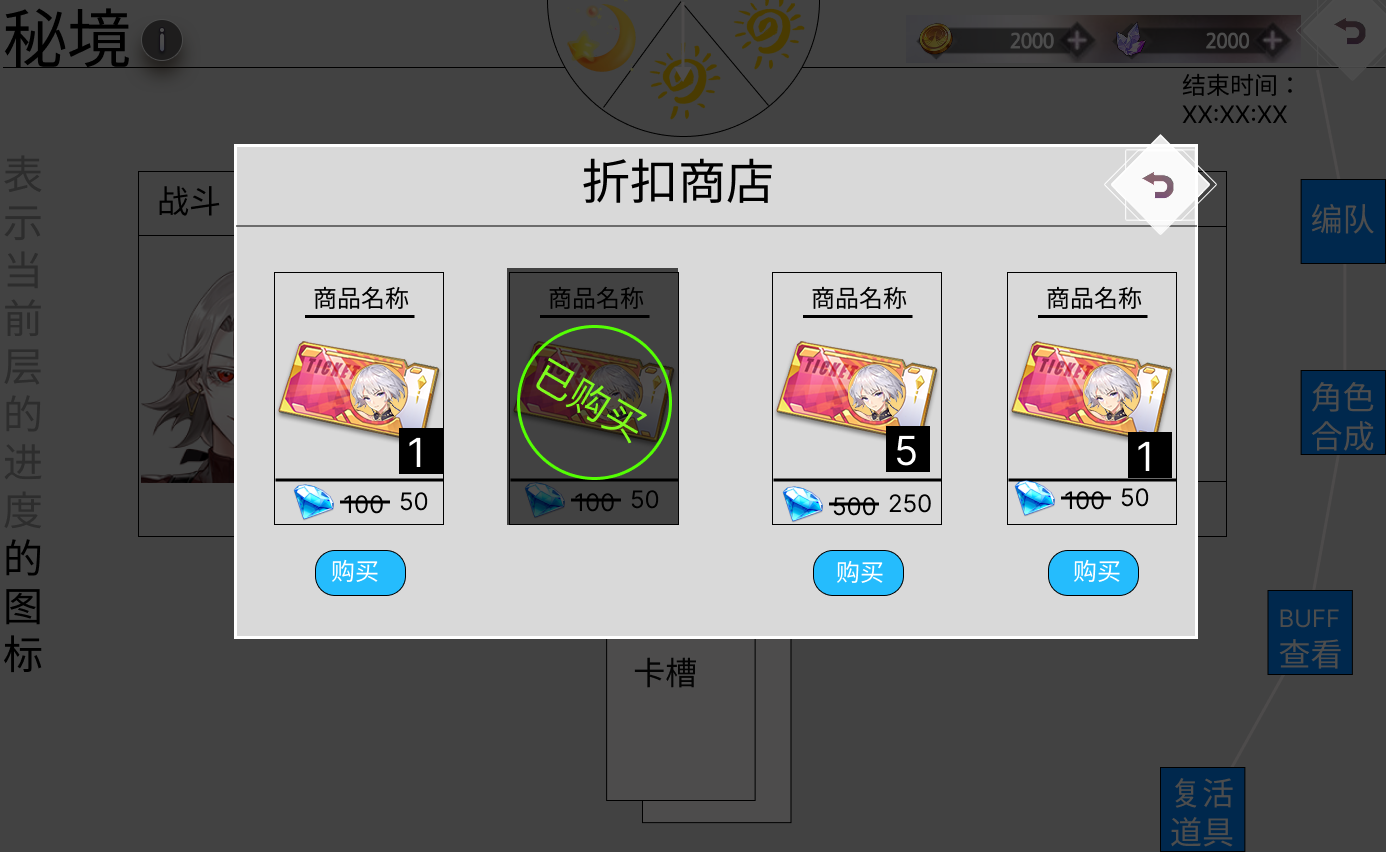 秘境
i
2000
2000
结束时间：
XX:XX:XX
表示当前层的进度的图标
战斗
折扣商店
商品名称
TICKET
1
100 50
购买
商品名称
已购买
100 50
商品名称
TICKET
5
500 250
购买
商品名称
TICKET
1
100 50
购买
编队
角色
合成
BUFF
查看
复活
道具
卡槽